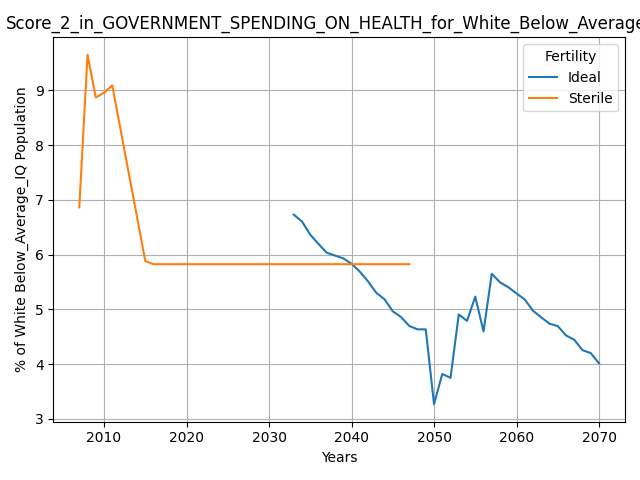 Score_2_in_GOVERNMENT_SPENDING_ON_HEALTH_for_White_Below_Average
Fertility
Ideal
Sterile
% of White Below_Average_IQ Population
9
8
7
6
5
4
3
2010 2020 2030 2040 2050 2060 2070
Years